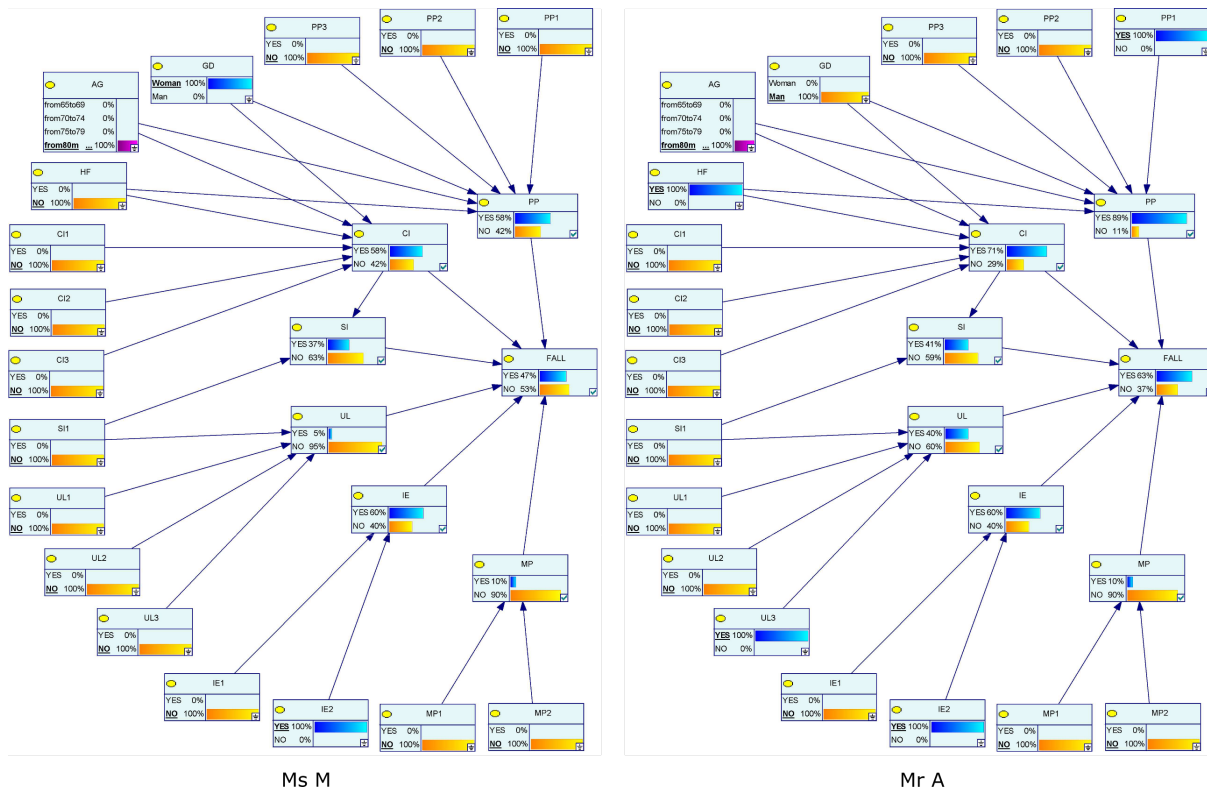 PP3
YES 0%
NO 100%
PP2
YES 0%
NO 100%
PP1
YES 0%
NO 100%
GD
Woman 100%
Man 0%
AG
from65to69 0%
from70to74 0%
from75to79 0%
from80m ... 100%
HF
YES 0%
NO 100%
PP
YES 58%
NO 42%
CI1
YES 0%
NO 100%
CI
YES 58%
NO 42%
CI2
YES 0%
NO 100%
SI
YES 37%
NO 63%
CI3
YES 0%
NO 100%
FALL
YES 47%
NO 53%
SI1
YES 0%
NO 100%
UL
YES 5%
NO 95%
UL1
YES 0%
NO 100%
IE
YES 60%
NO 40%
UL2
YES 0%
NO 100%
MP
YES 10%
NO 90%
UL3
YES 0%
NO 100%
IE1
YES 0%
NO 100%
IE2
YES 100%
NO 0%
MP1
YES 0%
NO 100%
MP2
YES 0%
NO 100%
Ms M
PP3
YES 0%
NO 100%
PP2
YES 0%
NO 100%
PP1
YES 100%
NO 0%
GD
Woman 0%
Man 100%
AG
from65to69 0%
from70to74 0%
from75to79 0%
from80m ... 100%
HF
YES 100%
NO 0%
PP
YES 89%
NO 11%
CI1
YES 0%
NO 100%
CI
YES 71%
NO 29%
CI2
YES 0%
NO 100%
SI
YES 41%
NO 59%
CI3
YES 0%
NO 100%
FALL
YES 63%
NO 37%
SI1
YES 0%
NO 100%
UL
YES 40%
NO 60%
UL1
YES 0%
NO 100%
IE
YES 60%
NO 40%
UL2
YES 0%
NO 100%
MP
YES 10%
NO 90%
UL3
YES 100%
NO 0%
IE1
YES 0%
NO 100%
IE2
YES 100%
NO 0%
MP1
YES 0%
NO 100%
MP2
YES 0%
NO 100%
Mr A